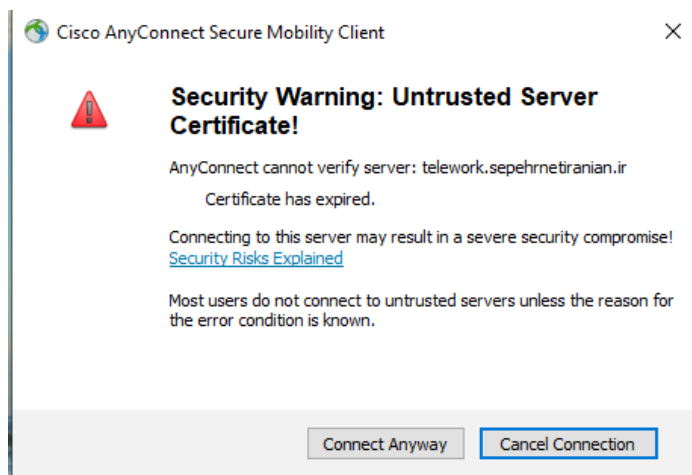 Cisco AnyConnect Secure Mobility Client
Security Warning: Untrusted Server
Certificate!
AnyConnect cannot verify server: telework.sepehrnetiranian.ir
Certificate has expired.
Connecting to this server may result in a severe security compromise!
Security Risks Explained
Most users do not connect to untrusted servers unless the reason for
the error condition is known.
Connect Anyway
Cancel Connection